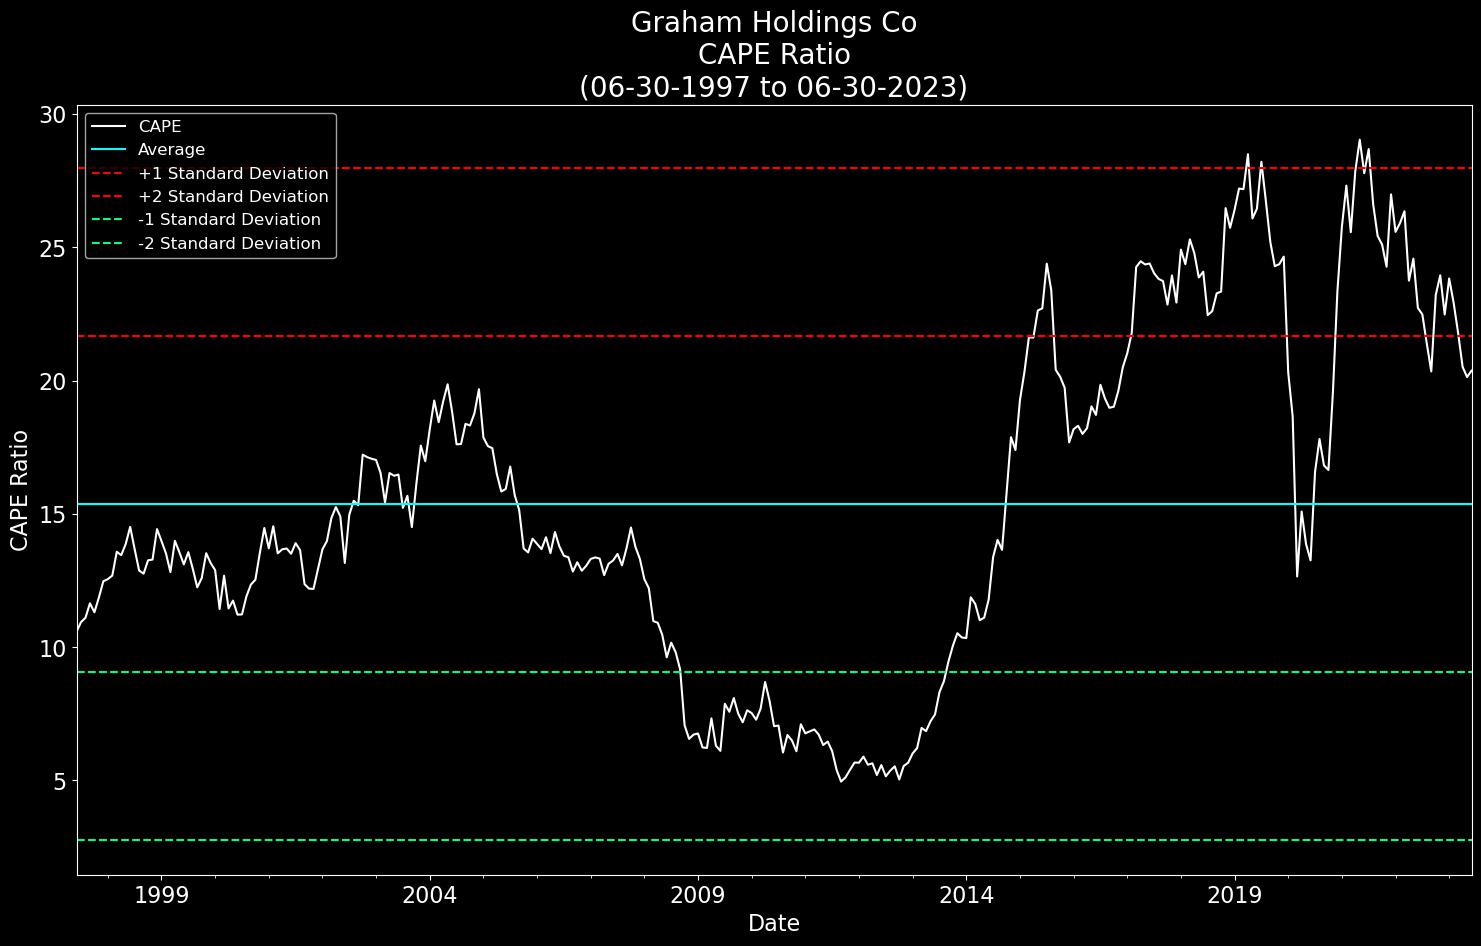 Graham Holdings Co
CAPE Ratio
(06-30-1997 to 06-30-2023)
CAPE
Average
+1 Standard Deviation
+2 Standard Deviation
-1 Standard Deviation
-2 Standard Deviation
30
25
20
15
10
5
CAPE Ratio
1999 2004 2009 2014 2019
Date